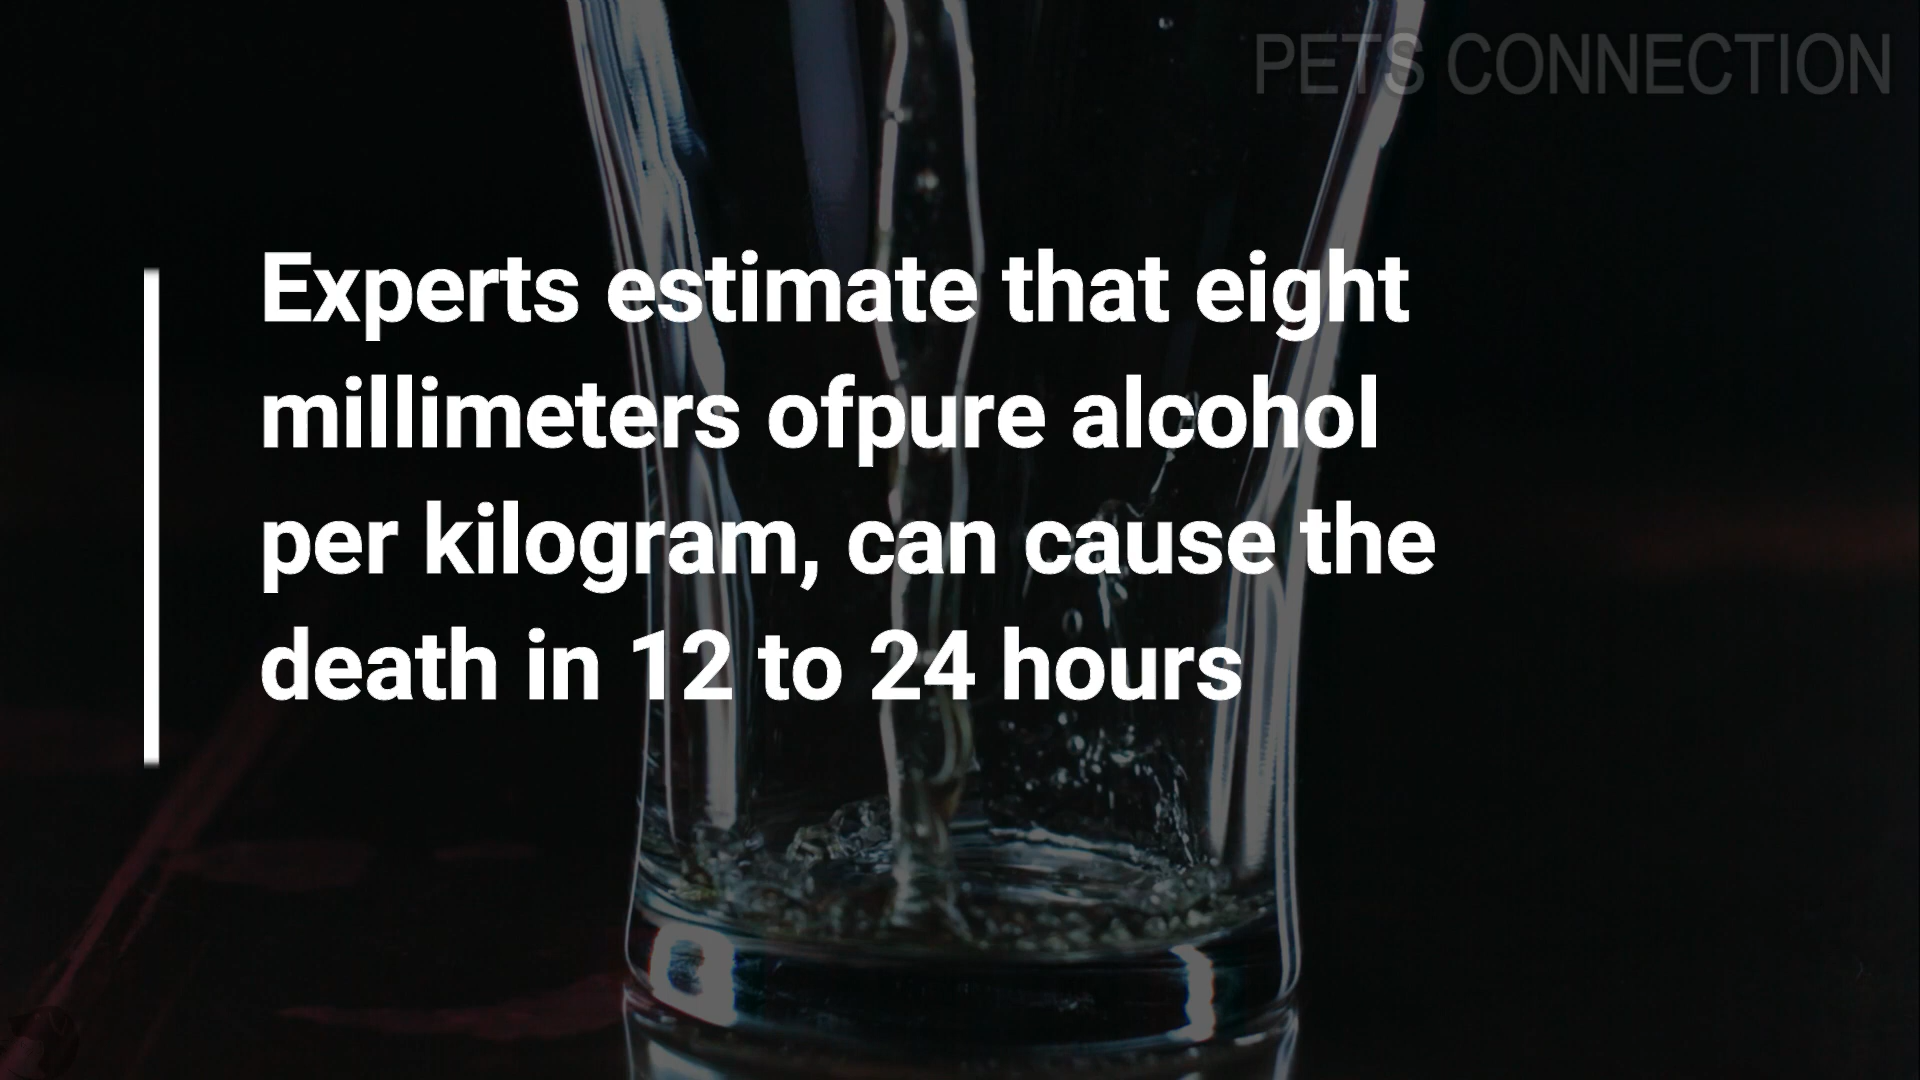 PETS CONNECTION
Experts estimate that eight
millimeters ofpure alcohol
per kilogram, can cause the
death in 12 to 24 hours